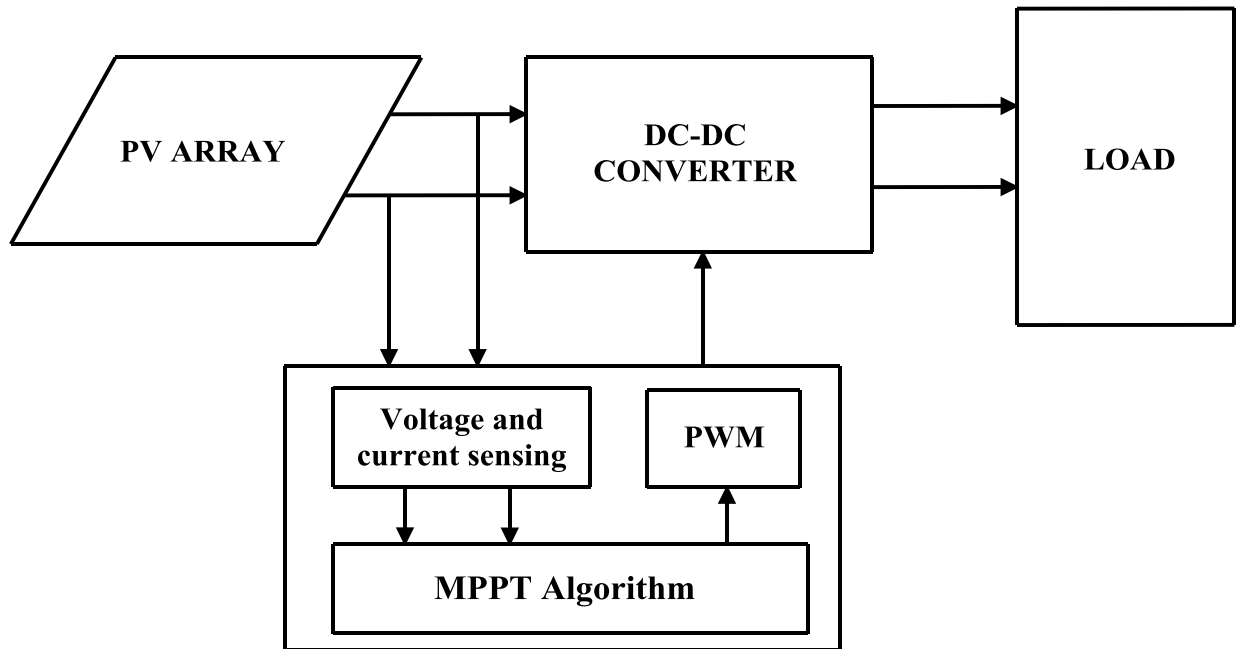 PV ARRAY
DC-DC
CONVERTER
LOAD
Voltage and
current sensing
PWM
MPPT Algorithm